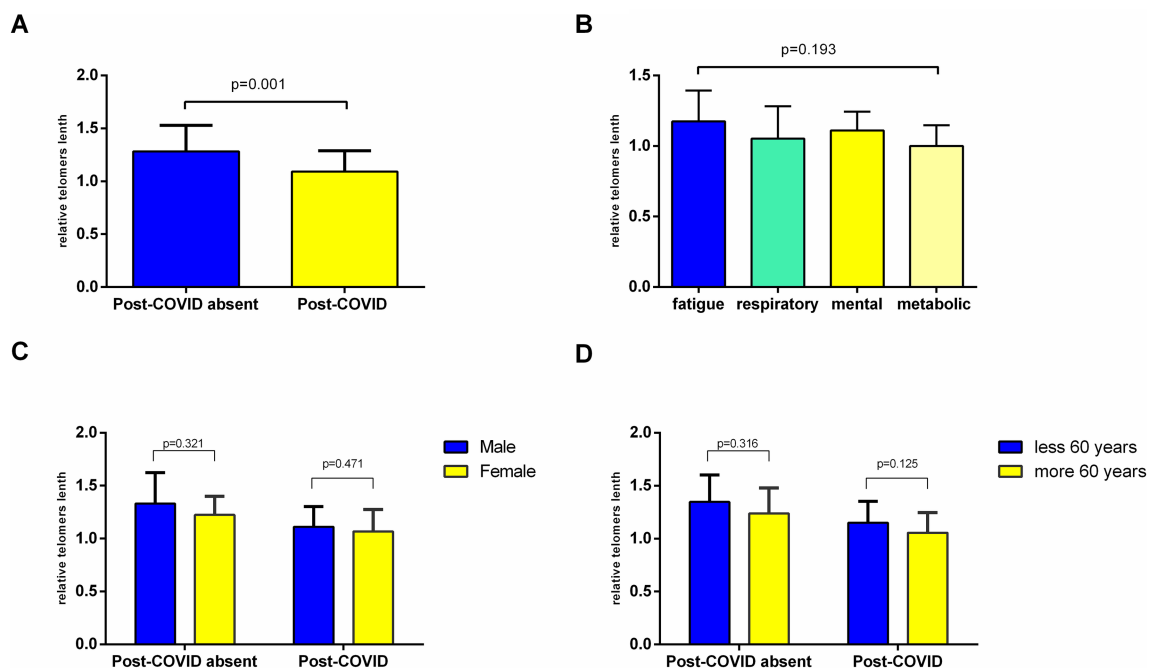 A
p=0.001
2.0
1.5
1.0
0.5
0.0
relative telomers lenth
Post-COVID absent Post-COVID
B
p=0.193
1.5
1.0
0.5
0.0
relative telomers lenth
fatigue respiratory mental metabolic
C
p=0.321
p=0.471
2.0
1.5
1.0
0.5
0.0
relative telomers lenth
Post-COVID absent Post-COVID
Male
Female
D
p=0.316
p=0.125
2.0
1.5
1.0
0.5
0.0
relative telomers lenth
Post-COVID absent Post-COVID
less 60 years
more 60 years